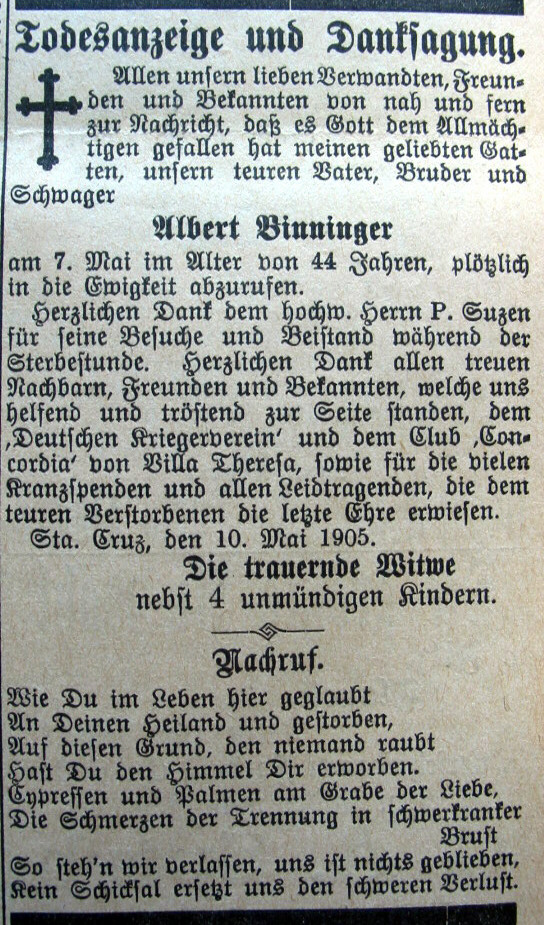 Todesanzeige und Danksagung.
Allen unsern lieben Verwandten, Freun-
den und Bekannten von nah und fern
zur Nachricht, daß es Gott dem Allmäch-
tigen gefallen hat meinen geliebten Gat-
ten, unsern teuren Vater, Bruder und
Schwager
Albert Binninger
am 7. Mai im Alter von 44 Jahren, plötzlich
in die Ewigkeit abzurufen.
Herzlichen Dank dem hochw. Herrn P. Suzen
für seine Besuche und Beistand während der
Sterbestunde. Herzlichen Dank allen treuen
Nachbarn, Freunden und Bekannten, welche uns
helfend und tröstend zur Seite standen, dem
‚Deutschen Kriegerverein‘ und dem Club ‚Con-
cordia‘ von Villa Theresa, sowie für die vielen
Kranzspenden und allen Leidtragenden, die dem
teuren Verstorbenen die letzte Ehre erwiesen.
Sta. Cruz, den 10. Mai 1905.
Die trauernde Witwe
nebst 4 unmündigen Kindern.
Nachruf.
Wie Du im Leben hier geglaubt
An Deinen Heiland und gestorben,
Auf diesen Grund, den niemand raubt
Hast Du den Himmel Dir erworben.
Cypressen und Palmen am Grabe der Liebe,
Die Schmerzen der Trennung in schwerkranker
Brust
So steh'n wir verlassen, uns ist nichts geblieben,
Kein Schicksal ersetzt uns den schweren Verlust.